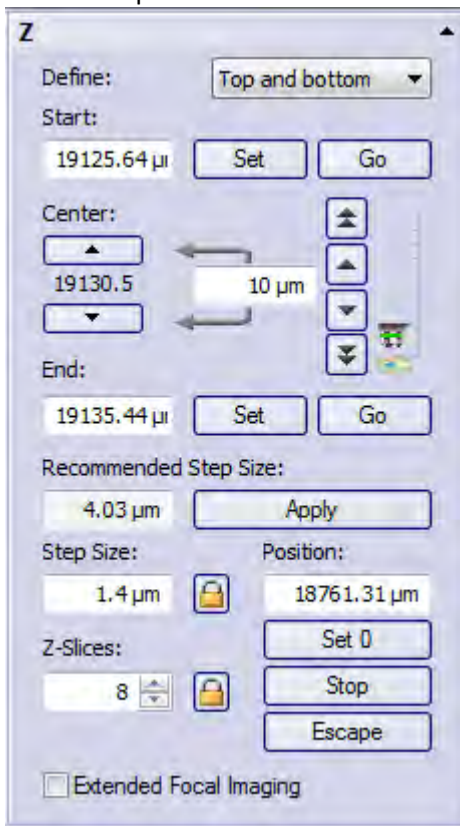 Z
Define: Top and bottom
Start:
19125.64 µ Set Go
Center:
19130.5 10 µm
End:
19135.44 µ Set Go
Recommended Step Size:
4.03 µm Apply
Step Size: Position:
1.4 µm 18761.31 µm
Z-Slices: Set 0
8 Stop
Escape
Extended Focal Imaging